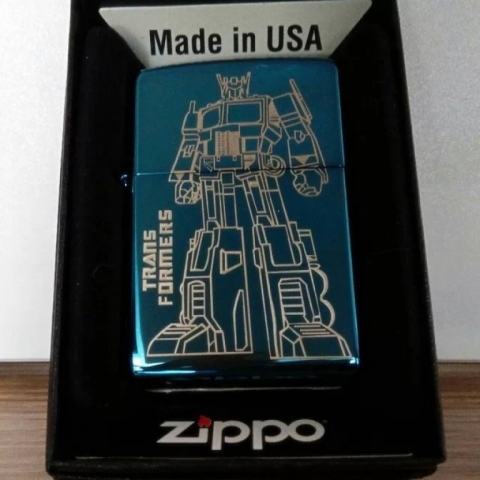 Made in USA
TRANS
FORMERS
zippo